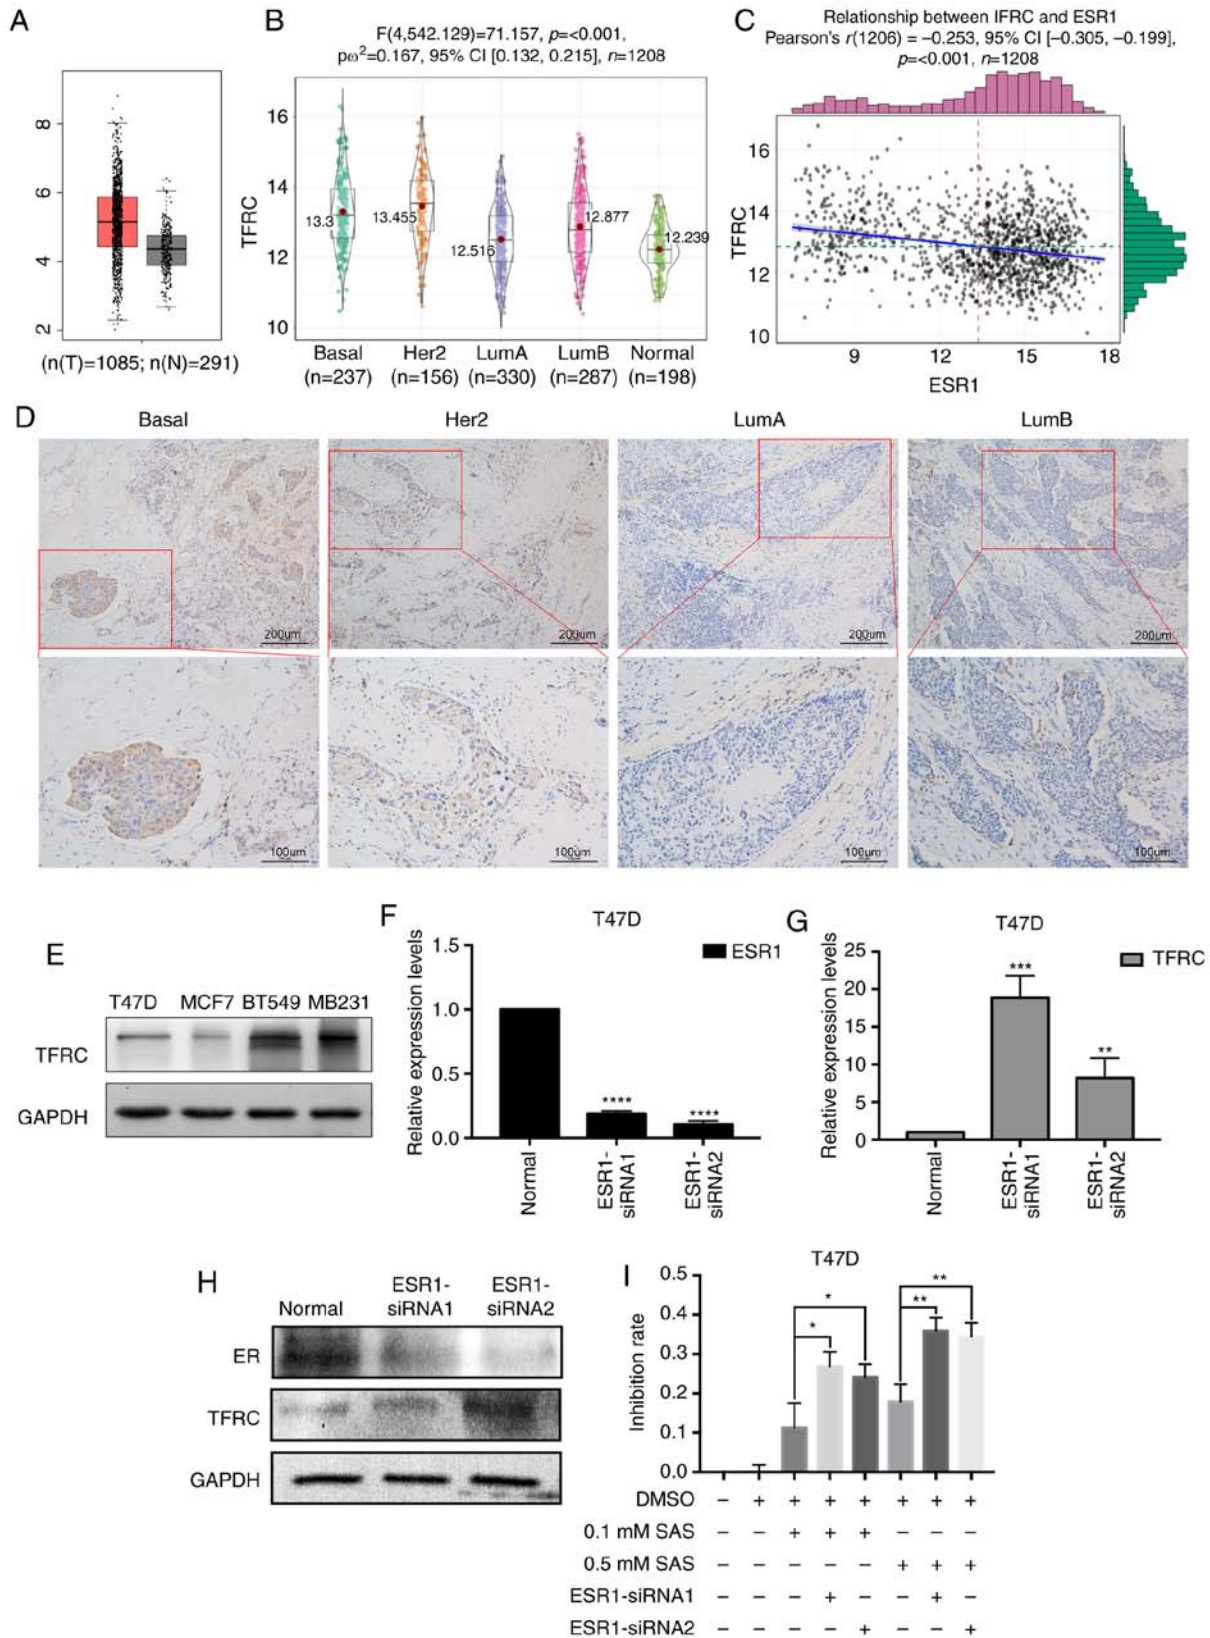 A
8
6
4
2
(n(T)=1085; n(N)=291)
B
F(4,542.129)=71.157, p=<0.001,
pω²=0.167, 95% CI [0.132, 0.215], n=1208
TFRC
16
14
12
10
13.3
13.455
12.516
12.877
12.239
Basal Her2 LumA LumB Normal
(n=237) (n=156) (n=330) (n=287) (n=198)
C
Relationship between IFRC and ESR1
Pearson's r(1206) = −0.253, 95% CI [−0.305, −0.199],
p=<0.001, n=1208
TFRC
16
14
12
10
9 12 15 18
ESR1
D
Basal Her2 LumA LumB
200um 200um 200um 200um
100um 100um 100um 100um
E
T47D MCF7 BT549 MB231
TFRC
GAPDH
F
T47D
ESR1
Relative expression levels
1.5
1.0
0.5
0.0
**** ****
Normal
ESR1-
siRNA1
ESR1-
siRNA2
G
T47D
TFRC
Relative expression levels
25
20
15
10
5
0
***
**
Normal
ESR1-
siRNA1
ESR1-
siRNA2
H
Normal ESR1- ESR1-
siRNA1 siRNA2
ER
TFRC
GAPDH
I
T47D
Inhibition rate
0.5
0.4
0.3
0.2
0.1
0.0
*
*
**
**
DMSO − + + + + + + +
0.1 mM SAS − − + + + − − −
0.5 mM SAS − − − − − + + +
ESR1-siRNA1 − − − + − − + −
ESR1-siRNA2 − − − − + − − +